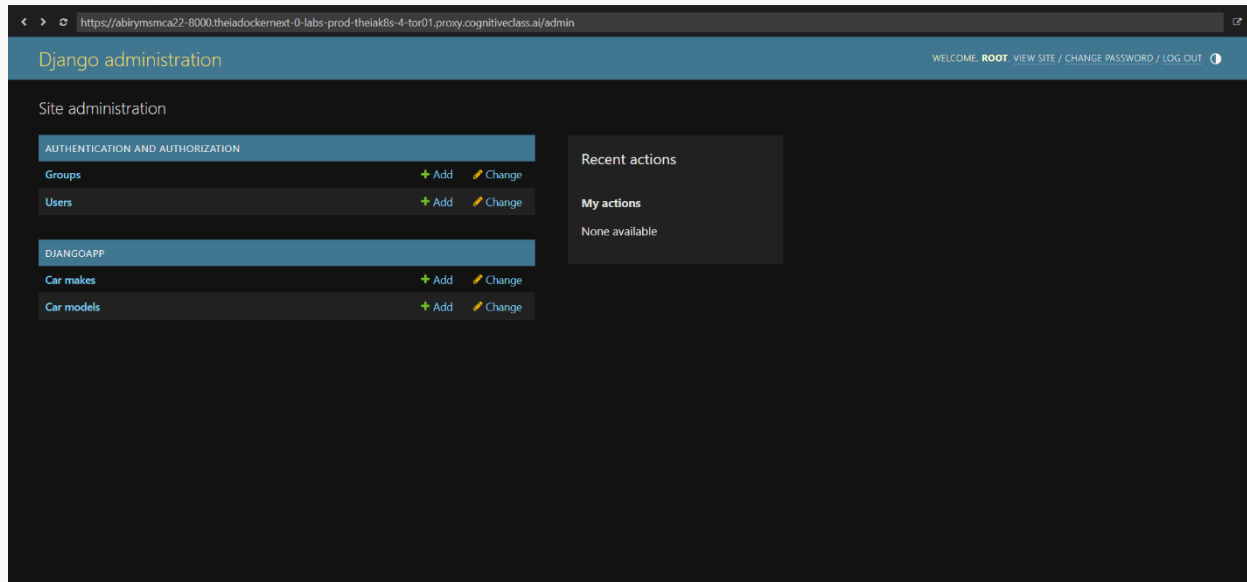 https://abirymsmca22-8000.theiadockernext-0-labs-prod-theiak8s-4-tor01.proxy.cognitiveclass.ai/admin
Django administration
WELCOME, ROOT. VIEW SITE / CHANGE PASSWORD / LOG OUT
Site administration
AUTHENTICATION AND AUTHORIZATION
Groups + Add Change
Users + Add Change
DJANGOAPP
Car makes + Add Change
Car models + Add Change
Recent actions
My actions
None available